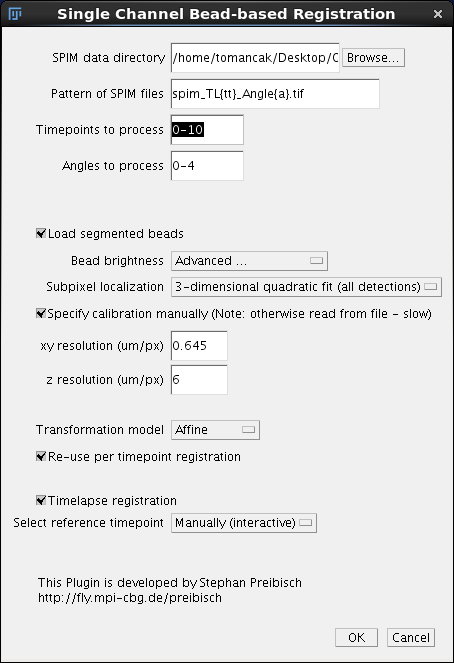 Single Channel Bead-based Registration
SPIM data directory /home/tomancak/Desktop/C Browse...
Pattern of SPIM files spim_TL{tt}_Angle{a}.tif
Timepoints to process 0-10
Angles to process 0-4
Load segmented beads
Bead brightness Advanced ...
Subpixel localization 3-dimensional quadratic fit (all detections)
Specify calibration manually (Note: otherwise read from file - slow)
xy resolution (um/px) 0.645
z resolution (um/px) 6
Transformation model Affine
Re-use per timepoint registration
Timelapse registration
Select reference timepoint Manually (interactive)
This Plugin is developed by Stephan Preibisch
http://fly.mpi-cbg.de/preibisch
OK Cancel